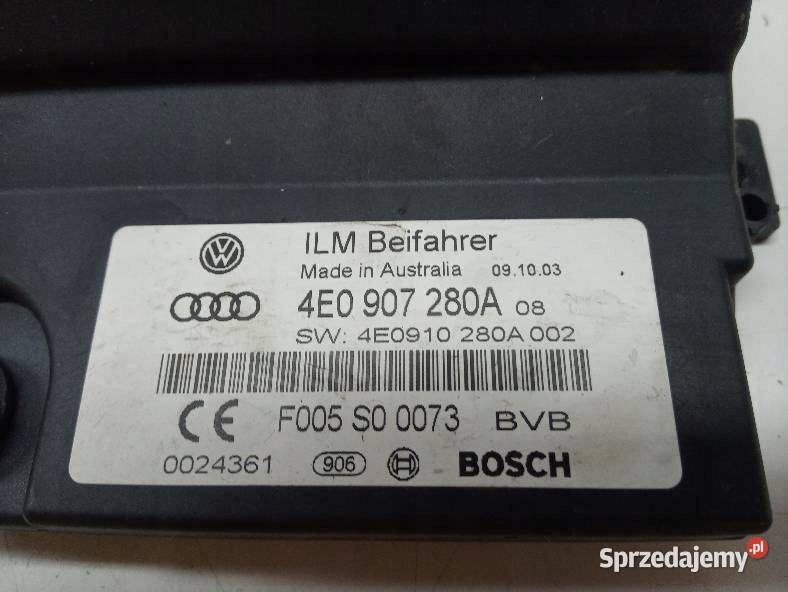 ILM Beifahrer
Made in Australia 09.10.03
4E0 907 280A 08
SW: 4E0910 280A 002
CE F005 S0 0073 BVB
0024361 906 BOSCH
Sprzedajemy.pl